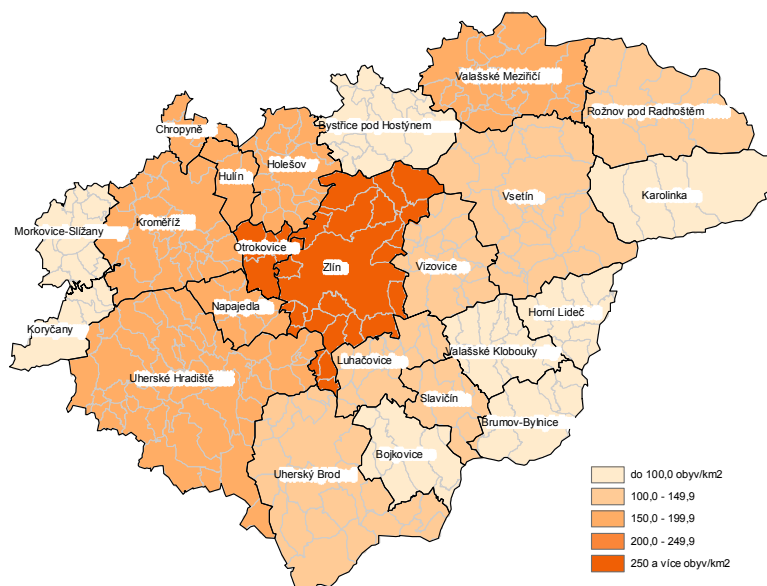 Valašské Meziříčí
Rožnov pod Radhoštěm
Bystřice pod Hostýnem
Chropyně
Holešov
Hulín
Vsetín
Karolinka
Kroměříž
Morkovice-Slížany
Otrokovice
Zlín
Vizovice
Napajedla
Horní Lideč
Koryčany
Luhačovice
Valašské Klobouky
Uherské Hradiště
Slavičín
Brumov-Bylnice
Bojkovice
Uherský Brod
do 100,0 obyv/km2
100,0 - 149,9
150,0 - 199,9
200,0 - 249,9
250 a více obyv/km2